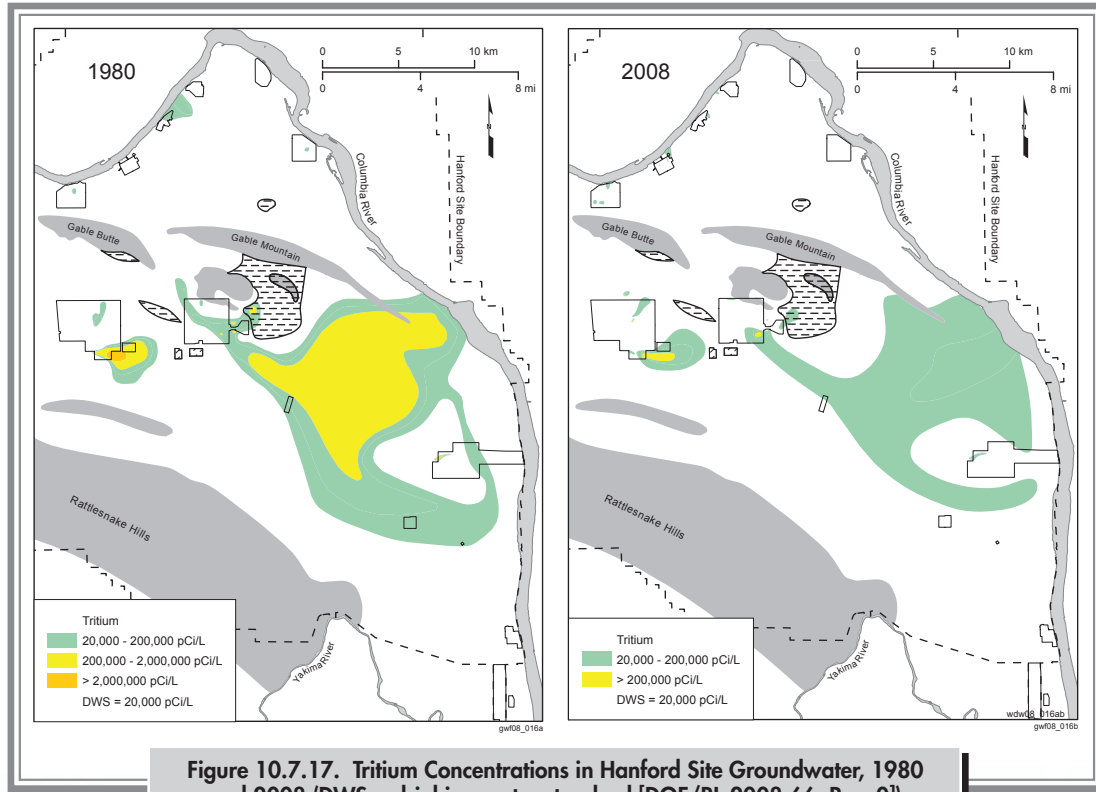 1980
0 5 10 km
0 4 8 mi
N
Columbia River
Hanford Site Boundary
Gable Butte
Gable Mountain
Rattlesnake Hills
Yakima River
Tritium
20,000 - 200,000 pCi/L
200,000 - 2,000,000 pCi/L
> 2,000,000 pCi/L
DWS = 20,000 pCi/L
gwf08_016a
2008
0 5 10 km
0 4 8 mi
N
Columbia River
Hanford Site Boundary
Gable Butte
Gable Mountain
Rattlesnake Hills
Yakima River
Tritium
20,000 - 200,000 pCi/L
> 200,000 pCi/L
DWS = 20,000 pCi/L
wdw08_016ab
gwf08_016b
Figure 10.7.17. Tritium Concentrations in Hanford Site Groundwater, 1980